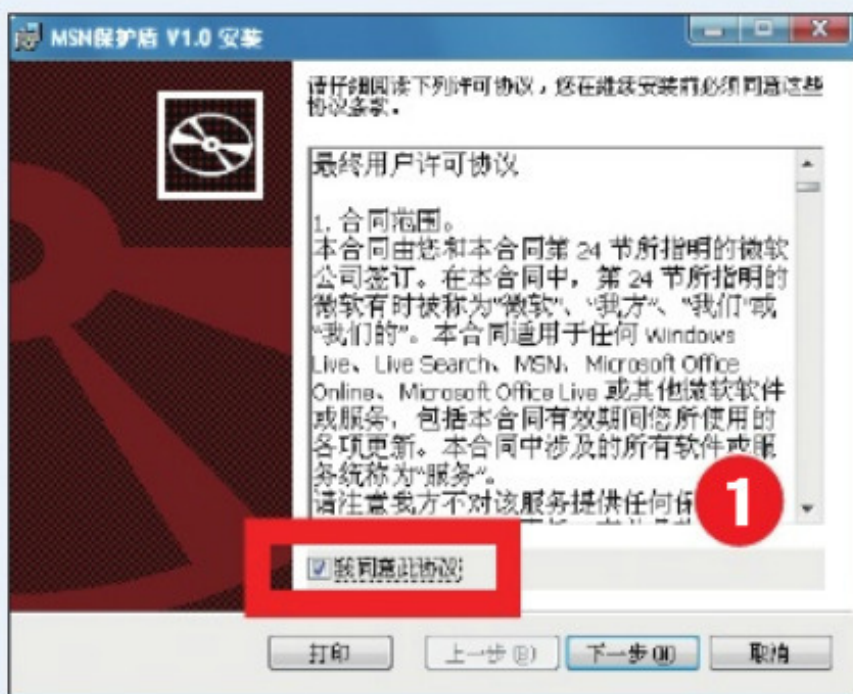 MSN保护盾 V1.0 安装
请仔细阅读下列许可协议，您在继续安装前必须同意这些
协议条款。
最终用户许可协议
1. 合同范围。
本合同由您和本合同第 24 节所指明的微软
公司签订。在本合同中，第 24 节所指明的
微软有时被称为“微软”、“我方”、“我们”或
“我们的”。本合同适用于任何 Windows
Live、Live Search、MSN、Microsoft Office
Online、Microsoft Office Live 或其他微软软件
或服务，包括本合同有效期间您所使用的
各项更新。本合同中涉及的所有软件或服
务统称为“服务”。
请注意我方不对该服务提供任何保
1
我同意此协议
打印
上一步(B)
下一步(N)
取消